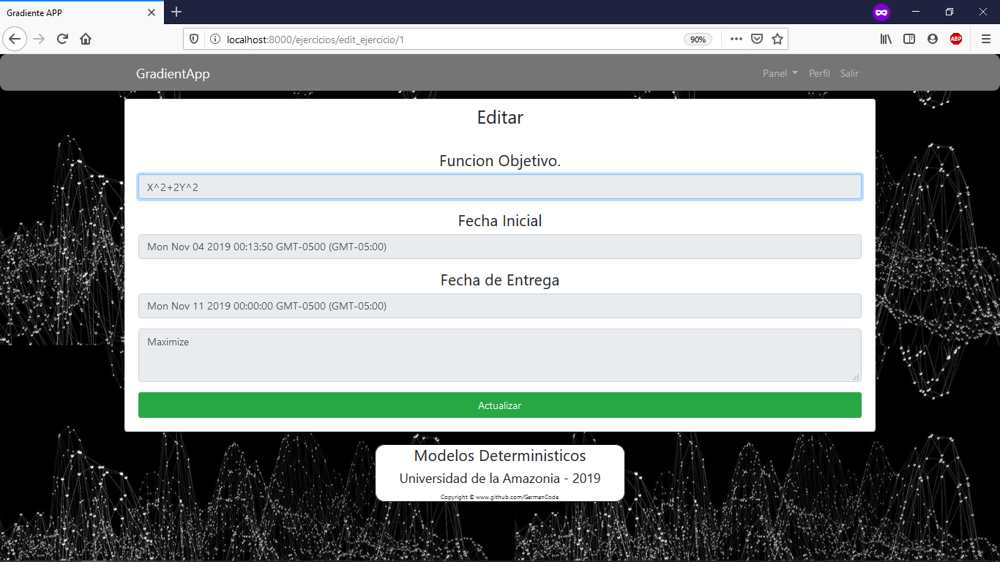 Gradiente APP
localhost:8000/ejercicios/edit_ejercicio/1
90%
ABP
GradientApp
Panel
Perfil
Salir
Editar
Funcion Objetivo.
X^2+2Y^2
Fecha Inicial
Mon Nov 04 2019 00:13:50 GMT-0500 (GMT-05:00)
Fecha de Entrega
Mon Nov 11 2019 00:00:00 GMT-0500 (GMT-05:00)
Maximize
Actualizar
Modelos Deterministicos
Universidad de la Amazonia - 2019
Copyright © www.github.com/GermanCode